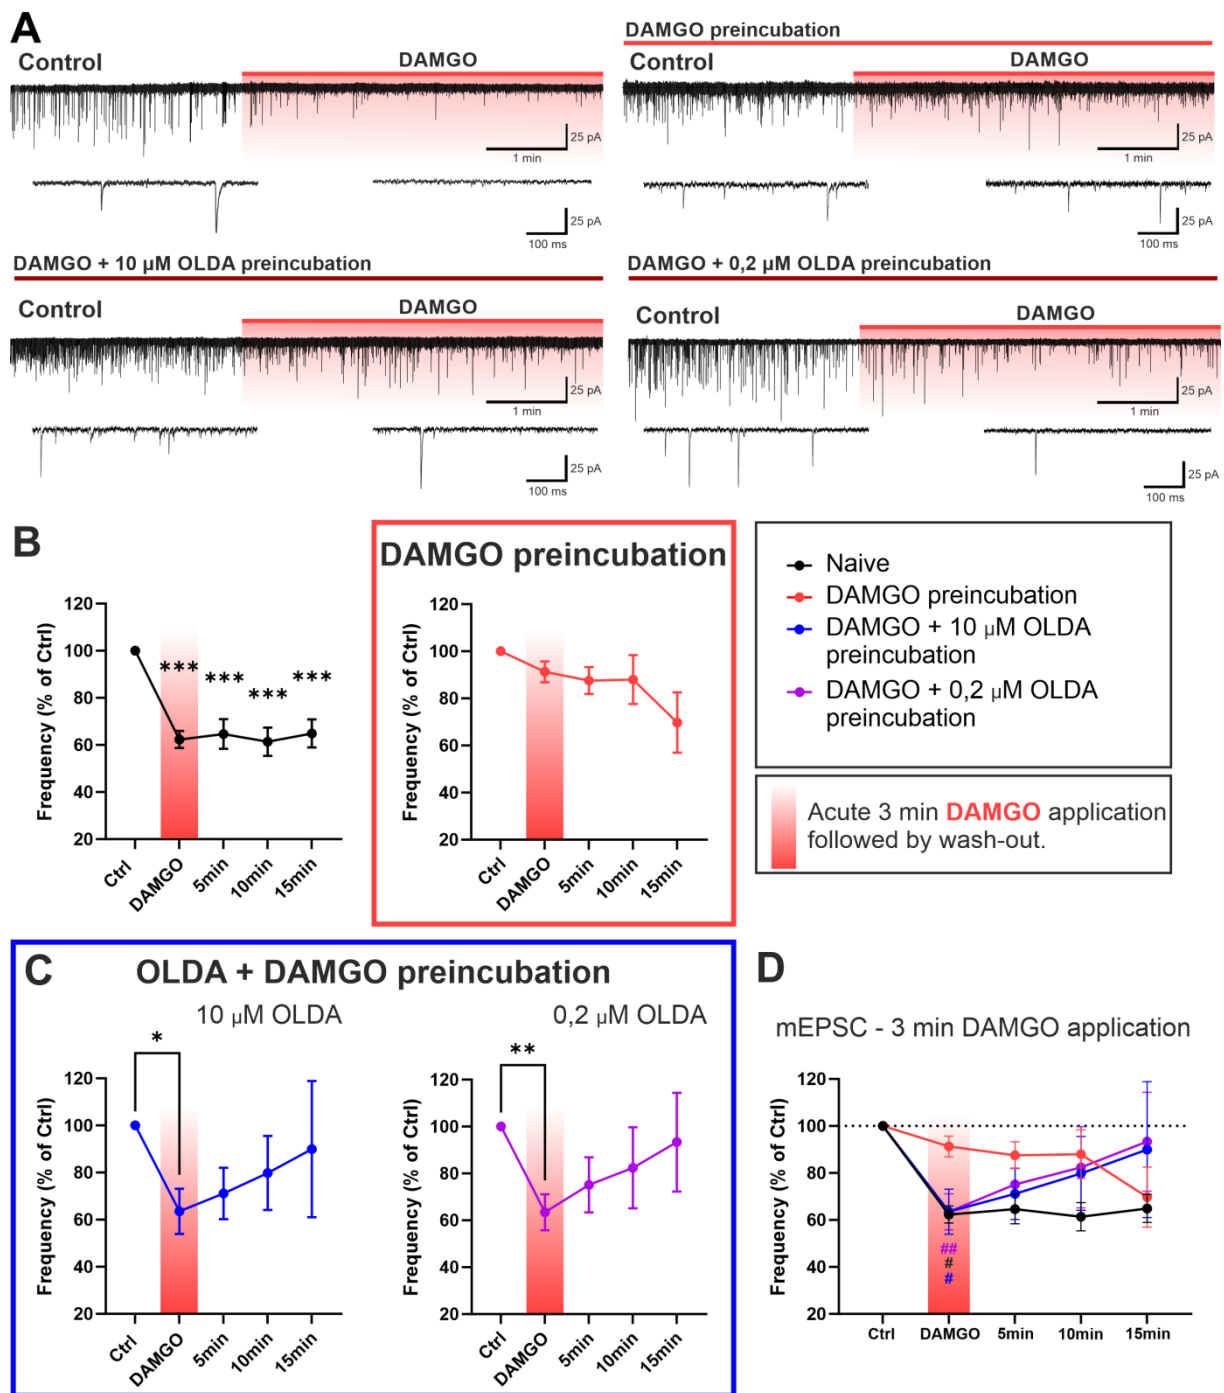 A
Control
DAMGO
25 pA
1 min
25 pA
100 ms
DAMGO preincubation
DAMGO
25 pA
1 min
25 pA
100 ms
DAMGO + 10 µM OLDA preincubation
Control
DAMGO
25 pA
1 min
25 pA
100 ms
DAMGO + 0,2 µM OLDA preincubation
Control
DAMGO
25 pA
1 min
25 pA
100 ms
B
Frequency (% of Ctrl)
120
100
80
60
40
20
***
***
***
***
Ctrl
DAMGO
5min
10min
15min
DAMGO preincubation
Frequency (% of Ctrl)
120
100
80
60
40
20
Ctrl
DAMGO
5min
10min
15min
Naive
DAMGO preincubation
DAMGO + 10 µM OLDA
preincubation
DAMGO + 0,2 µM OLDA
preincubation
Acute 3 min DAMGO application
followed by wash-out.
C
OLDA + DAMGO preincubation
10 µM OLDA
Frequency (% of Ctrl)
120
100
80
60
40
20
*
Ctrl
DAMGO
5min
10min
15min
0,2 µM OLDA
Frequency (% of Ctrl)
120
100
80
60
40
20
**
Ctrl
DAMGO
5min
10min
15min
D
mEPSC - 3 min DAMGO application
Frequency (% of Ctrl)
120
100
80
60
40
20
##
#
#
Ctrl
DAMGO
5min
10min
15min